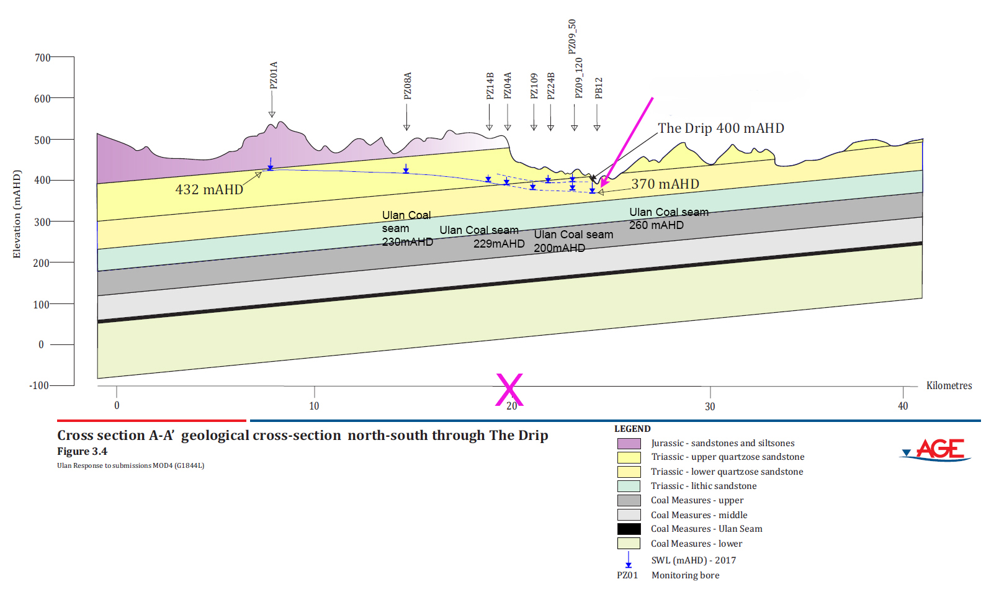 PZ09_50
PZ01A
PZ08A
PZ14B
PZ04A
PZ109
PZ24B
PZ09_120
PB12
700
600
500
400
300
200
100
0
-100
Elevation (mAHD)
The Drip 400 mAHD
432 mAHD
370 mAHD
Ulan Coal
seam
230mAHD
Ulan Coal seam
229mAHD
Ulan Coal seam
200mAHD
Ulan Coal seam
260 mAHD
X
Kilometres
0
10
20
30
40
Cross section A-A’ geological cross-section north-south through The Drip
Figure 3.4
Ulan Response to submissions MOD4 (G1844L)
LEGEND
Jurassic - sandstones and siltsones
Triassic - upper quartzose sandstone
Triassic - lower quartzose sandstone
Triassic - lithic sandstone
Coal Measures - upper
Coal Measures - middle
Coal Measures - Ulan Seam
Coal Measures - lower
SWL (mAHD) - 2017
PZ01 Monitoring bore
AGE